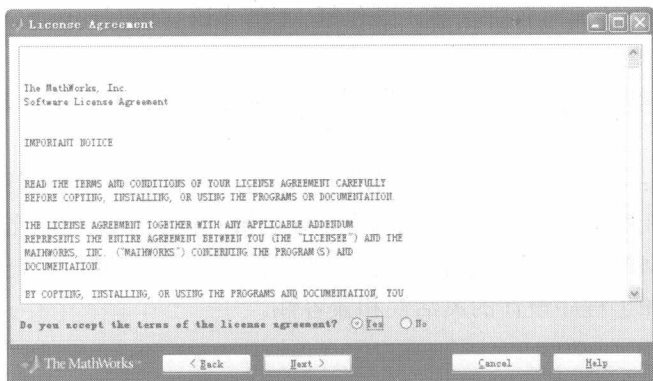 License Agreement
The MathWorks, Inc.
Software License Agreement
IMPORTANT NOTICE
READ THE TERMS AND CONDITIONS OF YOUR LICENSE AGREEMENT CAREFULLY
BEFORE COPYING, INSTALLING, OR USING THE PROGRAMS OR DOCUMENTATION.
THE LICENSE AGREEMENT TOGETHER WITH ANY APPLICABLE ADDENDUM
REPRESENTS THE ENTIRE AGREEMENT BETWEEN YOU (THE "LICENSEE") AND THE
MATHWORKS, INC. ("MATHWORKS") CONCERNING THE PROGRAM(S) AND
DOCUMENTATION.
BY COPYING, INSTALLING, OR USING THE PROGRAMS AND DOCUMENTATION, YOU
Do you accept the terms of the license agreement? Yes No
The MathWorks™ < Back Next > Cancel Help